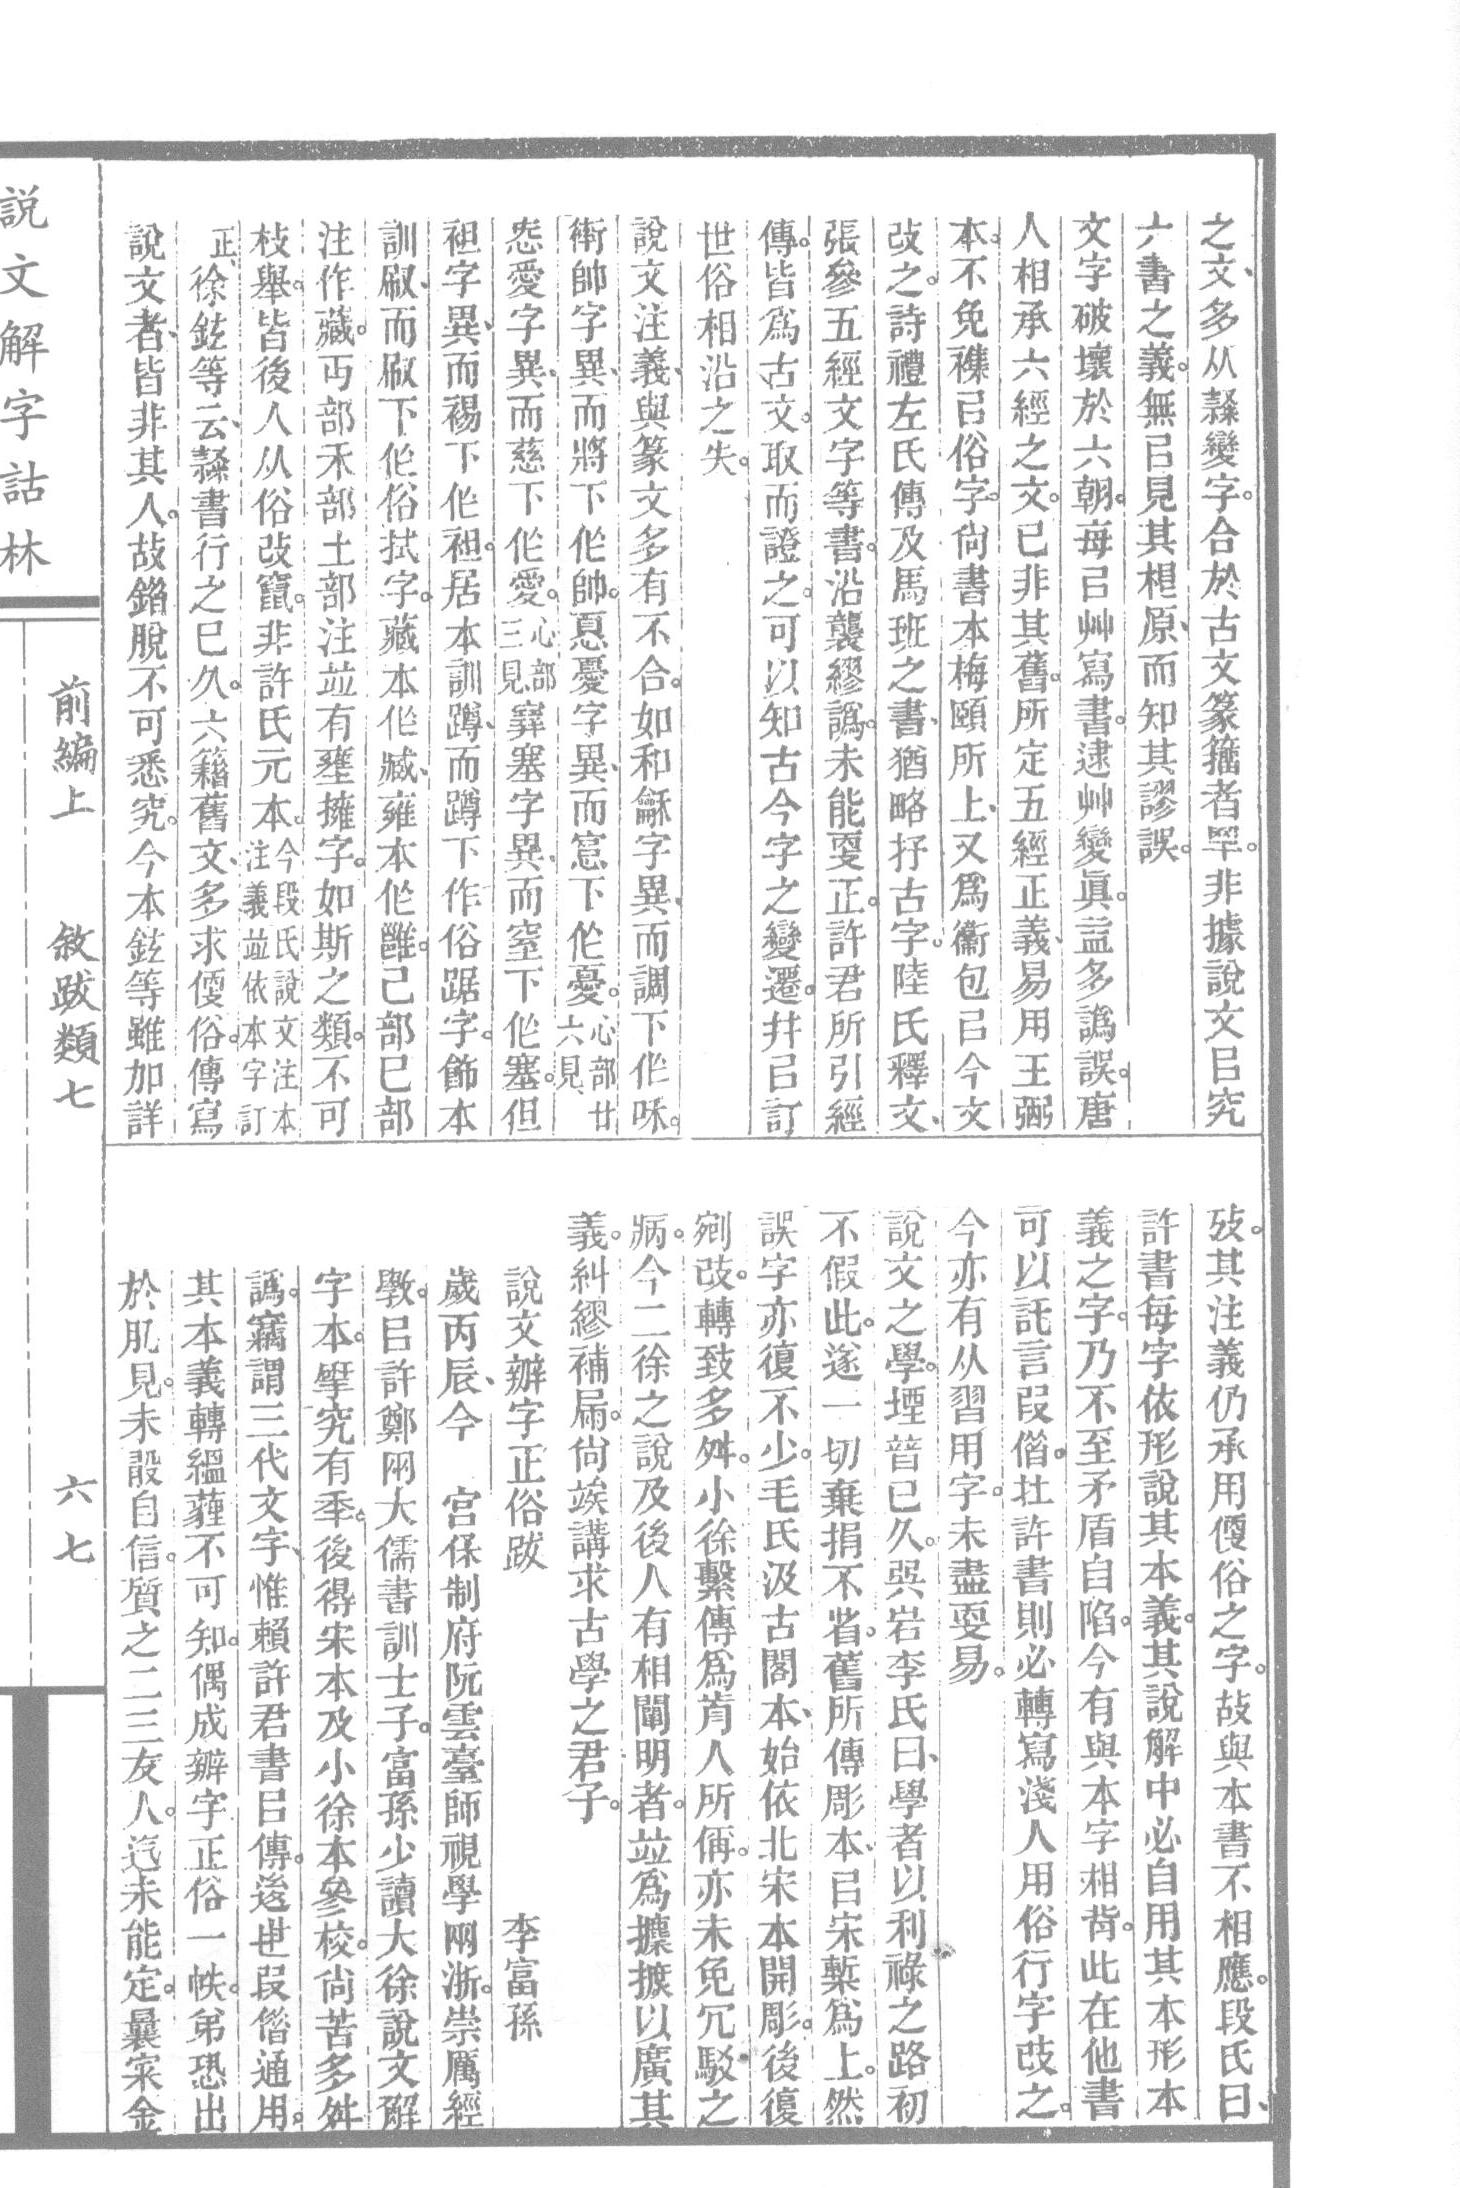 之文、多从隸變字。合於古文篆籀者罕。非據說文㠯究
六書之義。無㠯見其根原、而知其謬誤。
文字破壞於六朝。每㠯艸寫書。逮艸變眞。益多譌誤。唐
人相承六經之文。已非其舊。所定五經正義、易用王弼
本。不免襍㠯俗字。尙書本梅頤所上、又爲衞包㠯今文
攺之。詩禮左氏傳及馬班之書、猶略抒古字。陸氏釋文、
張參五經文字等書。沿襲繆譌。未能㪅正。許君所引經
傳。皆爲古文。取而證之。可以知古今字之變遷。幷㠯訂
世俗相沿之失。
說文注義、與篆文多有不合。如和龢字異、而調下作咊。
衛帥字異、而將下作帥。惪憂字異、而㥯下作憂。心部廿六見、
㤅愛字異、而慈下作愛。心部三見㝛塞字異、而窒下作塞。但
袒字異、而裼下作袒。居本訓蹲、而蹲下作俗踞字。飾本
訓㕞、而㕞下作俗拭字。藏本作臧、雍本作雝。己部巳部
注作藏。丏部禾部土部注竝有壅擁字。如斯之類。不可
枚舉。皆後人从俗攺竄。非許氏元本。今段氏說文注本注義竝依本字訂
正、徐鉉等云、隸書行之已久。六籍舊文、多求偄俗。傳寫
說文者、皆非其人。故錯脫不可悉究。今本鉉等雖加詳
攷。其注義仍承用偄俗之字。故與本書不相應。段氏曰、
許書每字依形說其本義。其說解中必自用其本形本
義之字。乃不至矛盾自陷。今有與本字相背。此在他書
可以託言叚借。在許書則必轉寫淺人用俗行字改之。
今亦有从習用字。未盡㪅易。
說文之學。堙晉已久。巽岩李氏曰、學者以利祿之路初
不假此。遂一切棄捐不省。舊所傳彫本、㠯宋槧爲上。然
誤字亦復不少。毛氏汲古閣本、始依北宋本開彫。後復
剜改。轉致多舛。小徐繫傳爲肯人所偁。亦未免冗駁之
病。今二徐之說及後人有相闡明者。竝爲攗摭以廣其
義。糾繆補屚。尙竢講求古學之君子。
說文辨字正俗跋　李富孫
歲丙辰、今　宮保制府阮雲臺師視學兩浙。崇厲經
斅。㠯許鄭兩大儒書訓士子。富孫少讀大徐說文解
字本。揅究有秊。後得宋本及小徐本參校。尙苦多舛
譌。竊謂三代文字、惟賴許君書㠯傳。後世叚借通用。
其本義轉縕薶不可知。偶成辨字正俗一帙。弟恐出
於肊見。未敢自信。質之二三友人。迄未能定。曩宷金
說文解字詁林
前編上　敘跋類七
六七